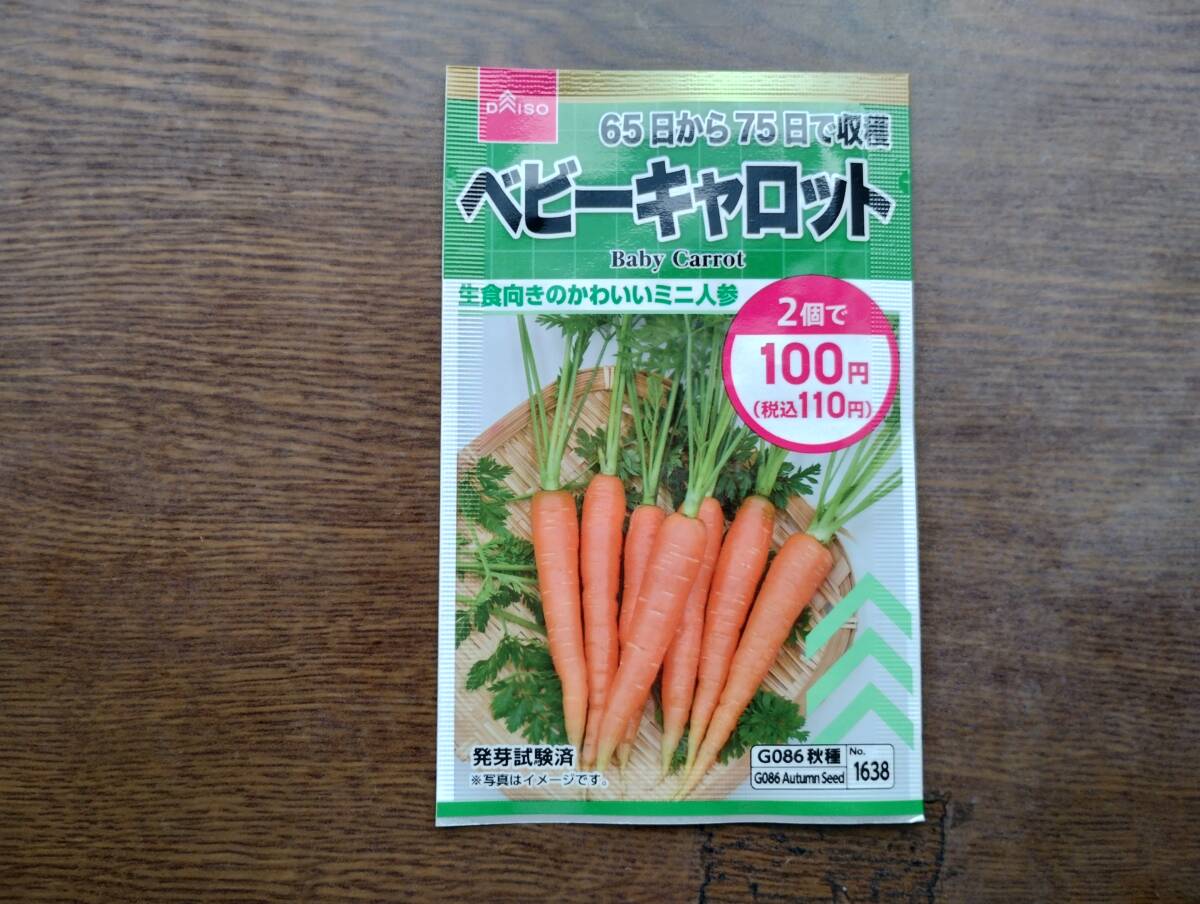 DAISO
65日から75日で収穫
ベビーキャロット
Baby Carrot
生食向きのかわいいミニ人参
2個で
100円
(税込110円)
発芽試験済
※写真はイメージです。
G086 秋種
G086 Autumn Seed
No.
1638